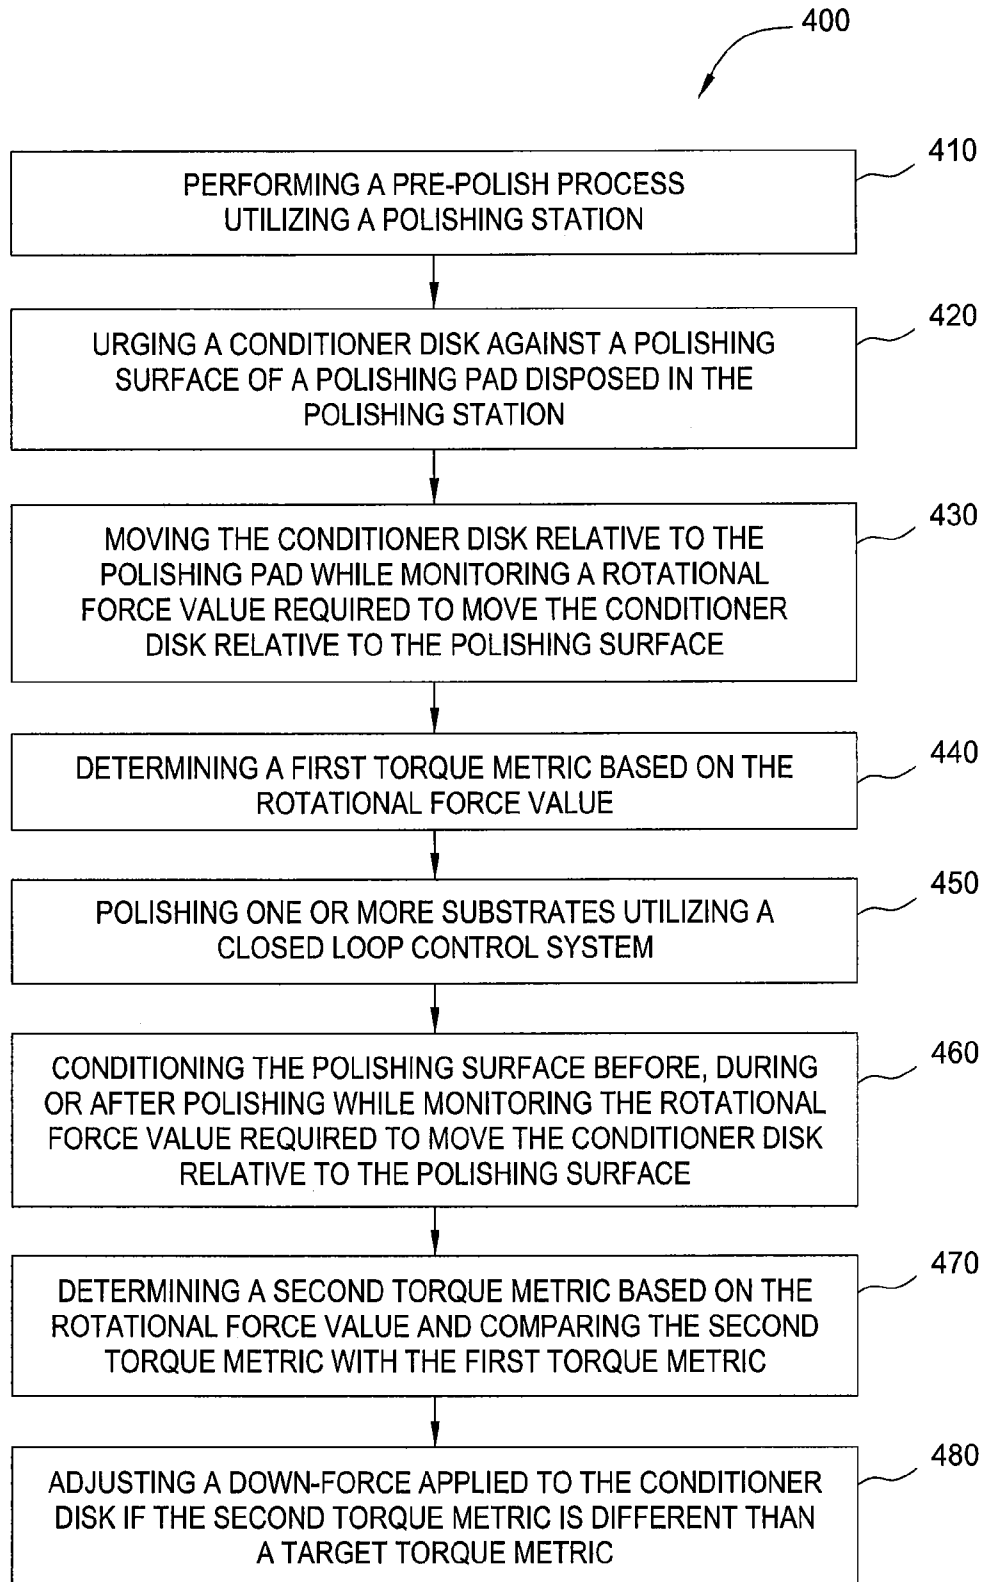 400
410
PERFORMING A PRE-POLISH PROCESS
UTILIZING A POLISHING STATION
420
URGING A CONDITIONER DISK AGAINST A POLISHING
SURFACE OF A POLISHING PAD DISPOSED IN THE
POLISHING STATION
430
MOVING THE CONDITIONER DISK RELATIVE TO THE
POLISHING PAD WHILE MONITORING A ROTATIONAL
FORCE VALUE REQUIRED TO MOVE THE CONDITIONER
DISK RELATIVE TO THE POLISHING SURFACE
440
DETERMINING A FIRST TORQUE METRIC BASED ON THE
ROTATIONAL FORCE VALUE
450
POLISHING ONE OR MORE SUBSTRATES UTILIZING A
CLOSED LOOP CONTROL SYSTEM
460
CONDITIONING THE POLISHING SURFACE BEFORE, DURING
OR AFTER POLISHING WHILE MONITORING THE ROTATIONAL
FORCE VALUE REQUIRED TO MOVE THE CONDITIONER DISK
RELATIVE TO THE POLISHING SURFACE
470
DETERMINING A SECOND TORQUE METRIC BASED ON THE
ROTATIONAL FORCE VALUE AND COMPARING THE SECOND
TORQUE METRIC WITH THE FIRST TORQUE METRIC
480
ADJUSTING A DOWN-FORCE APPLIED TO THE CONDITIONER
DISK IF THE SECOND TORQUE METRIC IS DIFFERENT THAN
A TARGET TORQUE METRIC